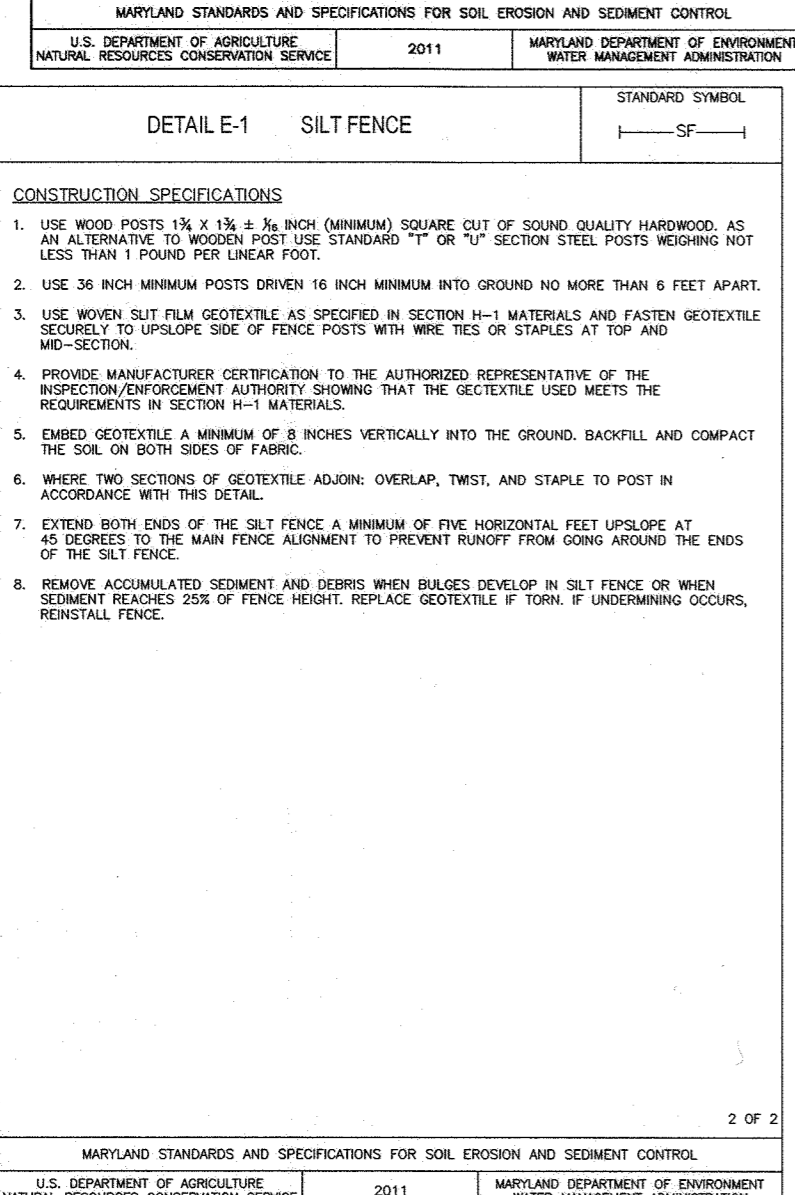 MARYLAND STANDARDS AND SPECIFICATIONS FOR SOIL EROSION AND SEDIMENT CONTROL
U.S. DEPARTMENT OF AGRICULTURE
NATURAL RESOURCES CONSERVATION SERVICE
2011
MARYLAND DEPARTMENT OF ENVIRONMENT
WATER MANAGEMENT ADMINISTRATION
DETAIL E-1 SILT FENCE
STANDARD SYMBOL
SF
CONSTRUCTION SPECIFICATIONS
1. USE WOOD POSTS 1¾ X 1¾ ± 1/16 INCH (MINIMUM) SQUARE CUT OF SOUND QUALITY HARDWOOD. AS
AN ALTERNATIVE TO WOODEN POST USE STANDARD "T" OR "U" SECTION STEEL POSTS WEIGHING NOT
LESS THAN 1 POUND PER LINEAR FOOT.
2. USE 36 INCH MINIMUM POSTS DRIVEN 16 INCH MINIMUM INTO GROUND NO MORE THAN 6 FEET APART.
3. USE WOVEN SLIT FILM GEOTEXTILE AS SPECIFIED IN SECTION H-1 MATERIALS AND FASTEN GEOTEXTILE
SECURELY TO UPSLOPE SIDE OF FENCE POSTS WITH WIRE TIES OR STAPLES AT TOP AND
MID-SECTION.
4. PROVIDE MANUFACTURER CERTIFICATION TO THE AUTHORIZED REPRESENTATIVE OF THE
INSPECTION/ENFORCEMENT AUTHORITY SHOWING THAT THE GEOTEXTILE USED MEETS THE
REQUIREMENTS IN SECTION H-1 MATERIALS.
5. EMBED GEOTEXTILE A MINIMUM OF 8 INCHES VERTICALLY INTO THE GROUND. BACKFILL AND COMPACT
THE SOIL ON BOTH SIDES OF FABRIC.
6. WHERE TWO SECTIONS OF GEOTEXTILE ADJOIN: OVERLAP, TWIST, AND STAPLE TO POST IN
ACCORDANCE WITH THIS DETAIL.
7. EXTEND BOTH ENDS OF THE SILT FENCE A MINIMUM OF FIVE HORIZONTAL FEET UPSLOPE AT
45 DEGREES TO THE MAIN FENCE ALIGNMENT TO PREVENT RUNOFF FROM GOING AROUND THE ENDS
OF THE SILT FENCE.
8. REMOVE ACCUMULATED SEDIMENT AND DEBRIS WHEN BULGES DEVELOP IN SILT FENCE OR WHEN
SEDIMENT REACHES 25% OF FENCE HEIGHT. REPLACE GEOTEXTILE IF TORN. IF UNDERMINING OCCURS,
REINSTALL FENCE.
2 OF 2
MARYLAND STANDARDS AND SPECIFICATIONS FOR SOIL EROSION AND SEDIMENT CONTROL
U.S. DEPARTMENT OF AGRICULTURE
NATURAL RESOURCES CONSERVATION SERVICE
2011
MARYLAND DEPARTMENT OF ENVIRONMENT
WATER MANAGEMENT ADMINISTRATION